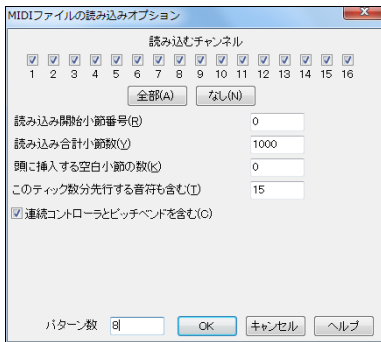 MIDIファイルの読み込みオプション
読み込むチャンネル
1 2 3 4 5 6 7 8 9 10 11 12 13 14 15 16
全部(A) なし(N)
読み込み開始小節番号(R) 0
読み込み合計小節数(Y) 1000
頭に挿入する空白小節の数(K) 0
このティック数分先行する音符も含む(T) 15
連続コントローラとピッチベンドを含む(C)
パターン数 8 OK キャンセル ヘルプ